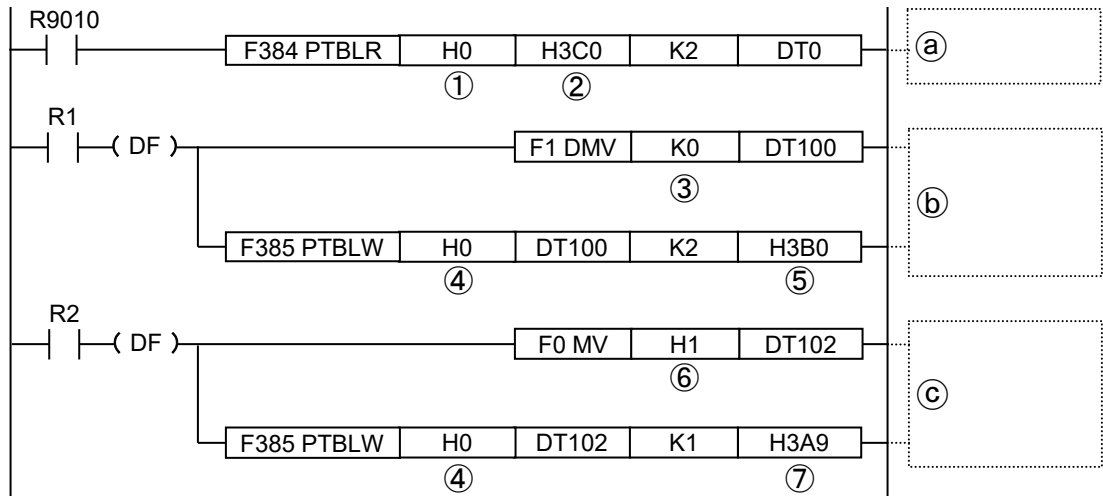 R9010
F384 PTBLR H0 H3C0 K2 DT0 ⓐ
① ②
R1
( DF ) F1 DMV K0 DT100
③
ⓑ
F385 PTBLW H0 DT100 K2 H3B0
④ ⑤
R2
( DF ) F0 MV H1 DT102
⑥
ⓒ
F385 PTBLW H0 DT102 K1 H3A9
④ ⑦